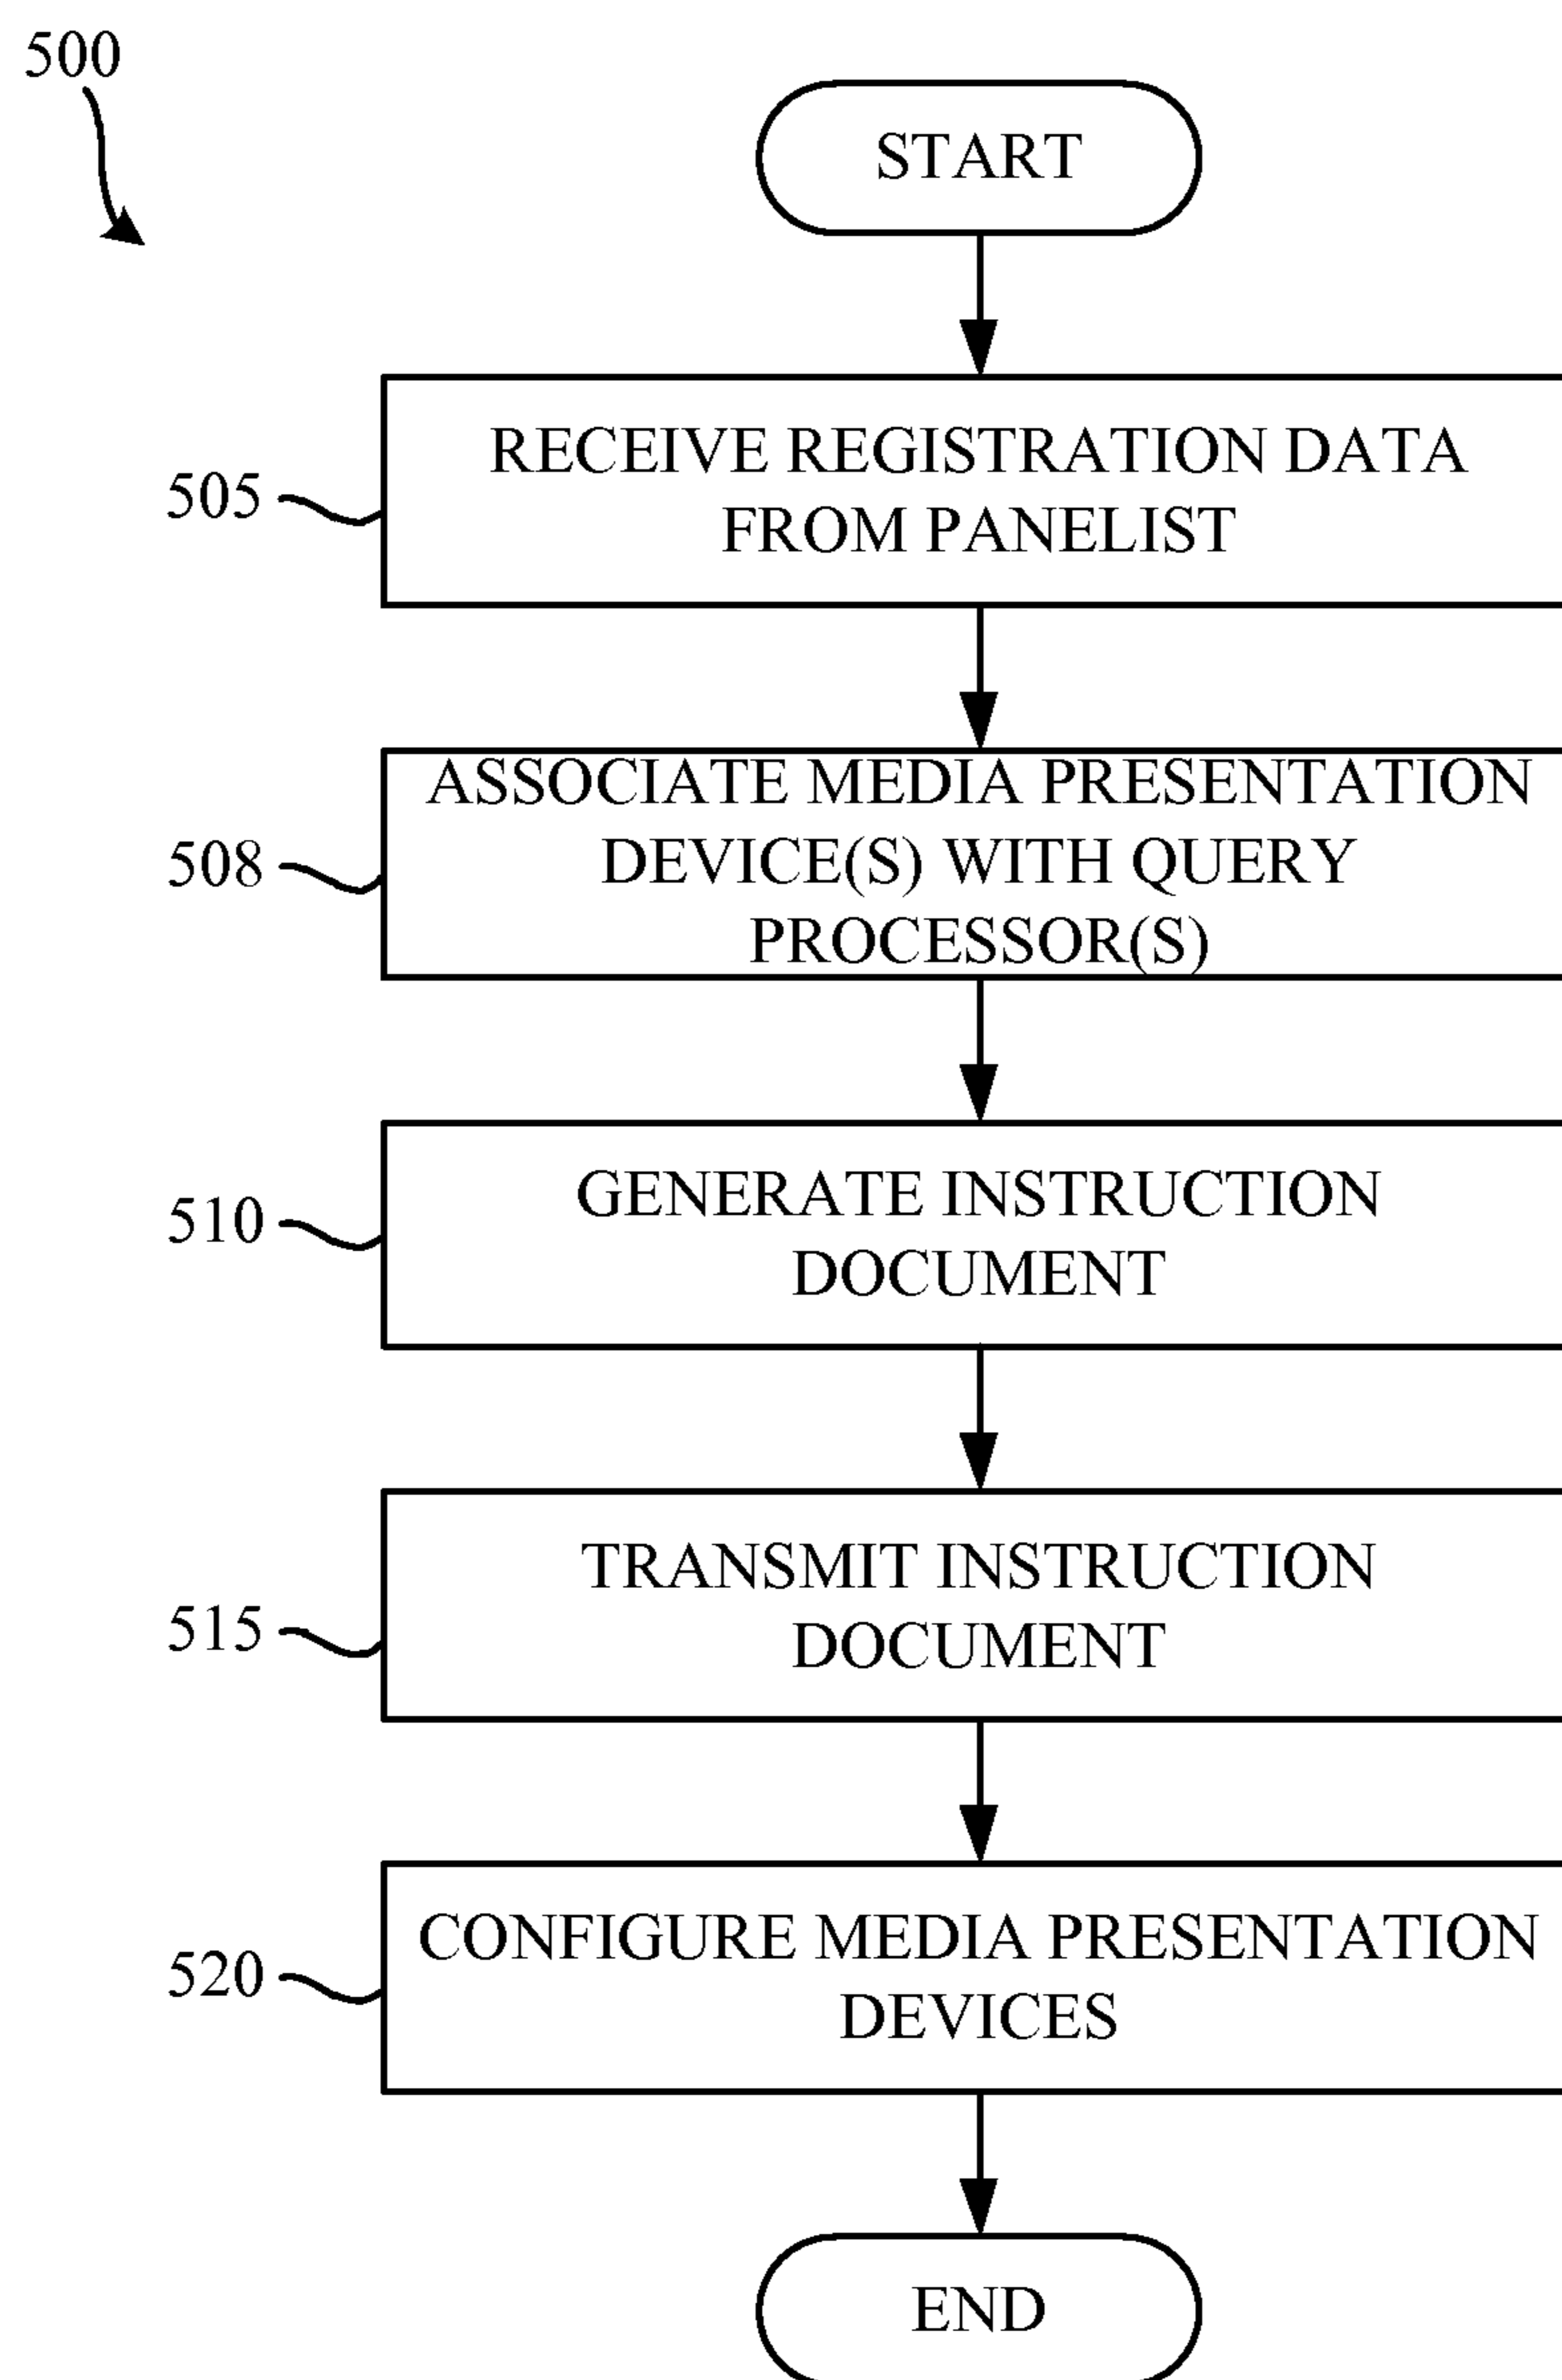 500
START
RECEIVE REGISTRATION DATA
FROM PANELIST
505
ASSOCIATE MEDIA PRESENTATION
DEVICE(S) WITH QUERY
PROCESSOR(S)
508
GENERATE INSTRUCTION
DOCUMENT
510
TRANSMIT INSTRUCTION
DOCUMENT
515
CONFIGURE MEDIA PRESENTATION
DEVICES
520
END